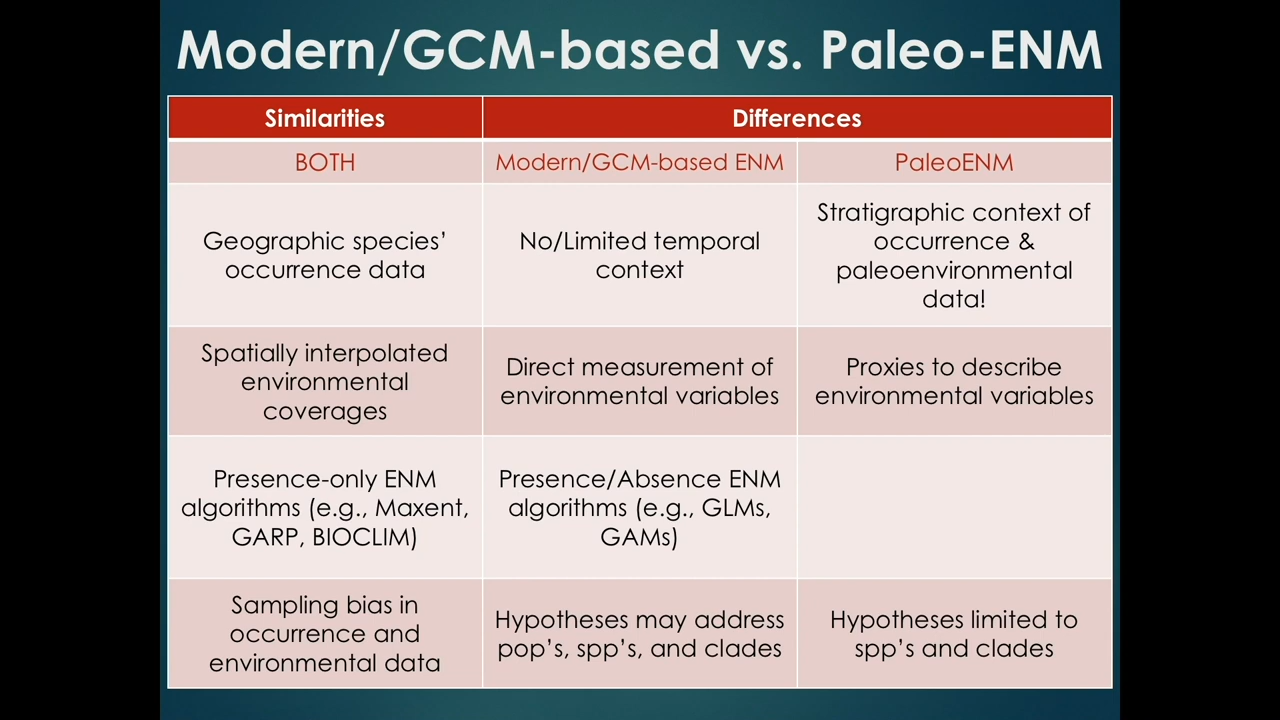 Modern/GCM-based vs. Paleo-ENM
Similarities
Differences
BOTH
Modern/GCM-based ENM
PaleoENM
Geographic species’
occurrence data
No/Limited temporal
context
Stratigraphic context of
occurrence &
paleoenvironmental
data!
Spatially interpolated
environmental
coverages
Direct measurement of
environmental variables
Proxies to describe
environmental variables
Presence-only ENM
algorithms (e.g., Maxent,
GARP, BIOCLIM)
Presence/Absence ENM
algorithms (e.g., GLMs,
GAMs)
Sampling bias in
occurrence and
environmental data
Hypotheses may address
pop’s, spp’s, and clades
Hypotheses limited to
spp’s and clades